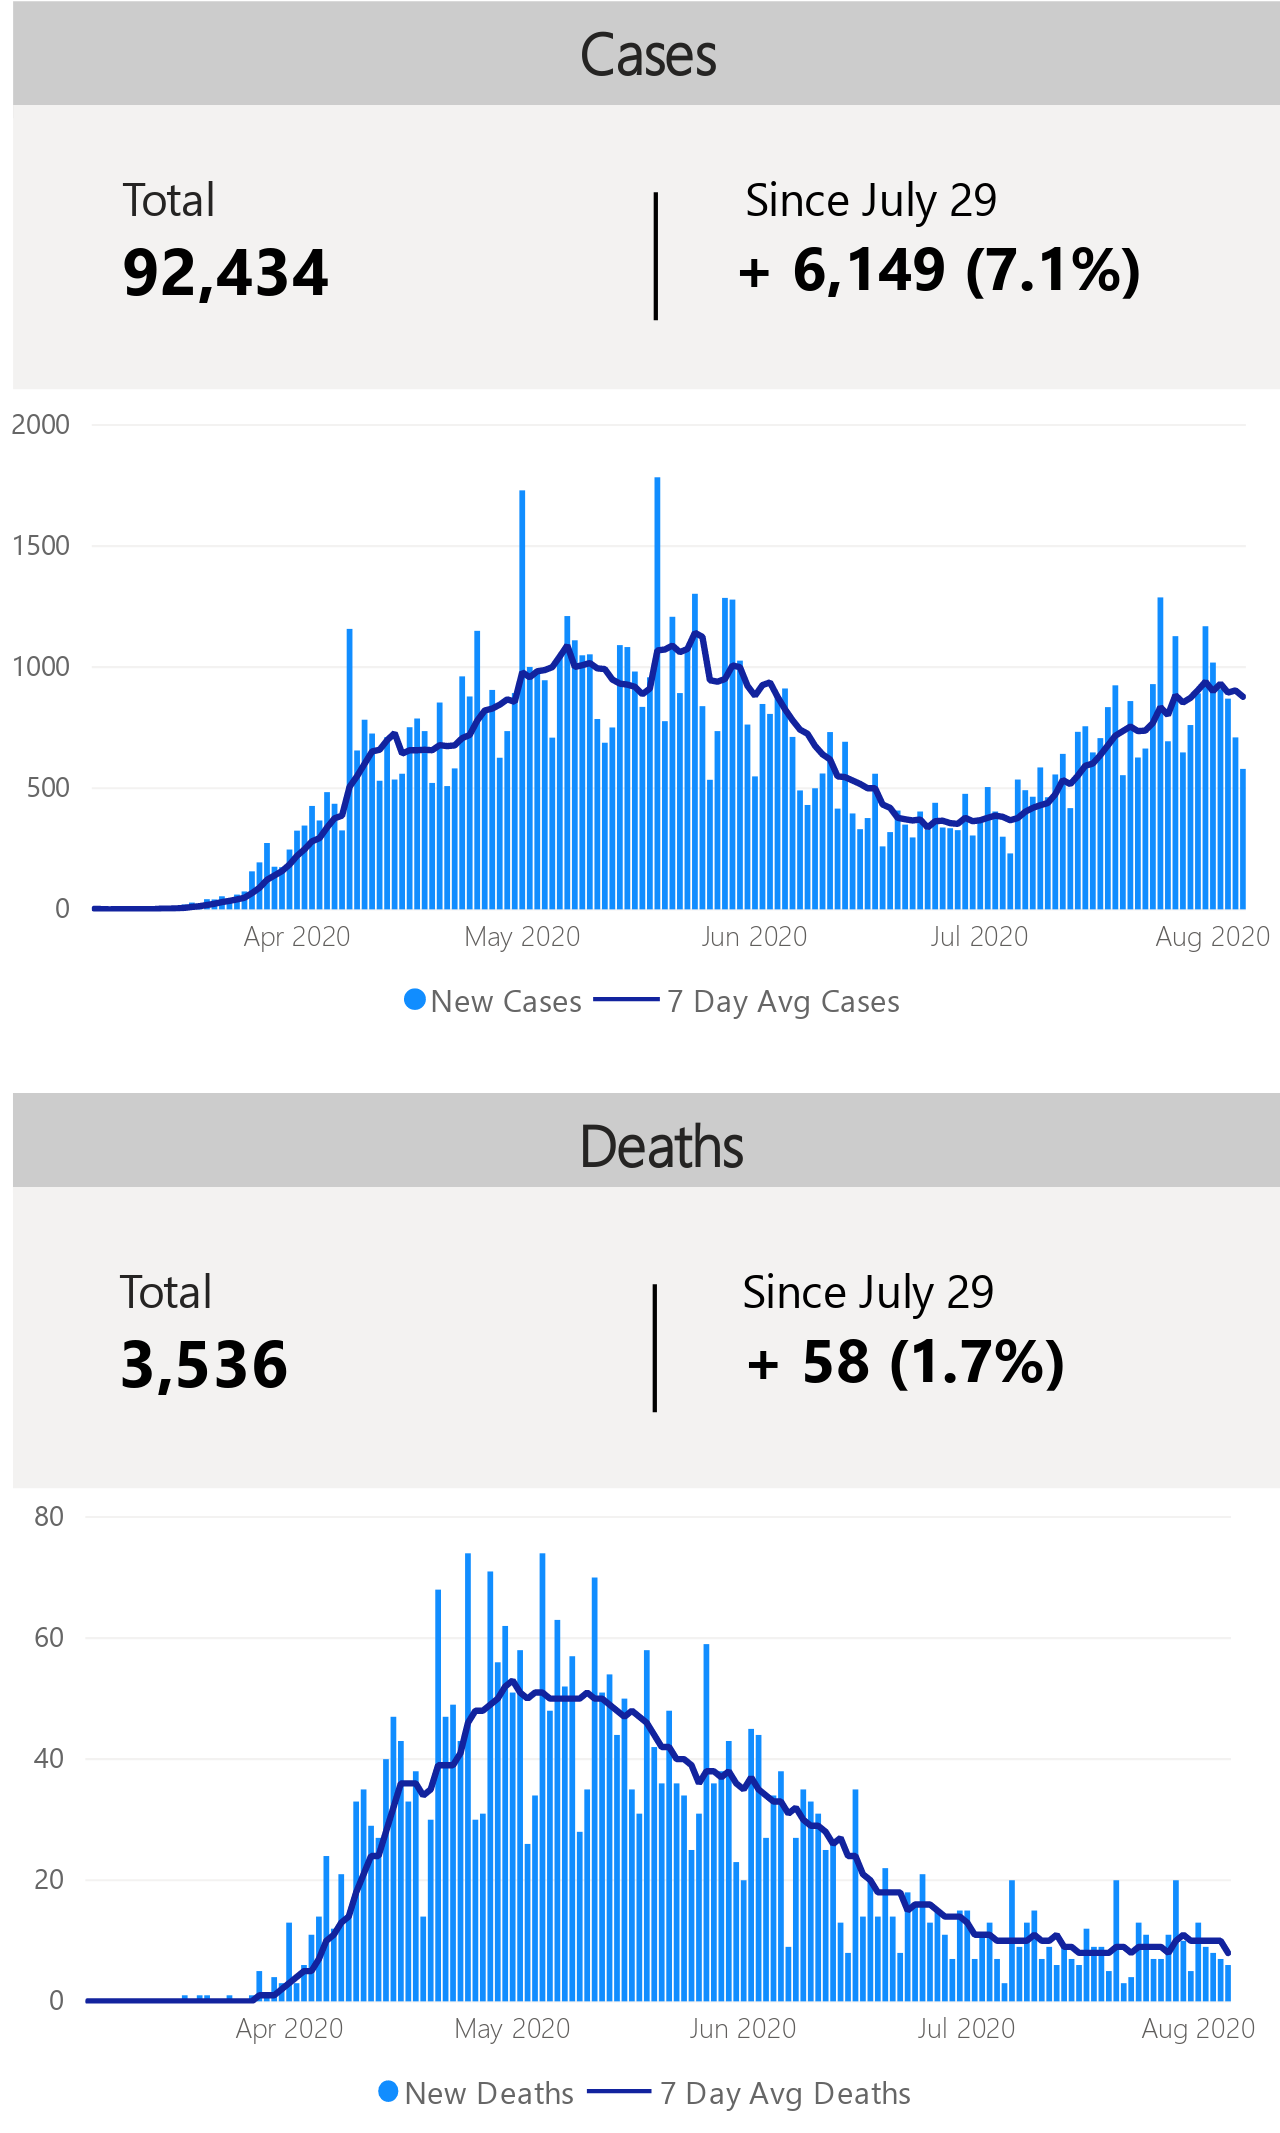 Cases
Total
Since July 29
92,434
+ 6,149 (7.1%)
2000
1500
1000
500
0
Apr 2020
May 2020
Jun 2020
Jul 2020
Aug 2020
New Cases
7 Day Avg Cases
Deaths
Total
Since July 29
3,536
+ 58 (1.7%)
80
60
40
20
0
Apr 2020
May 2020
Jun 2020
Jul 2020
Aug 2020
New Deaths
7 Day Avg Deaths